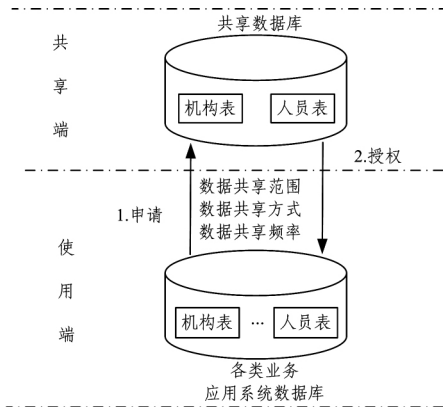 共享数据库
共
享
端
机构表
人员表
2.授权
1.申请
数据共享范围
数据共享方式
数据共享频率
使
用
端
机构表 … 人员表
各类业务
应用系统数据库